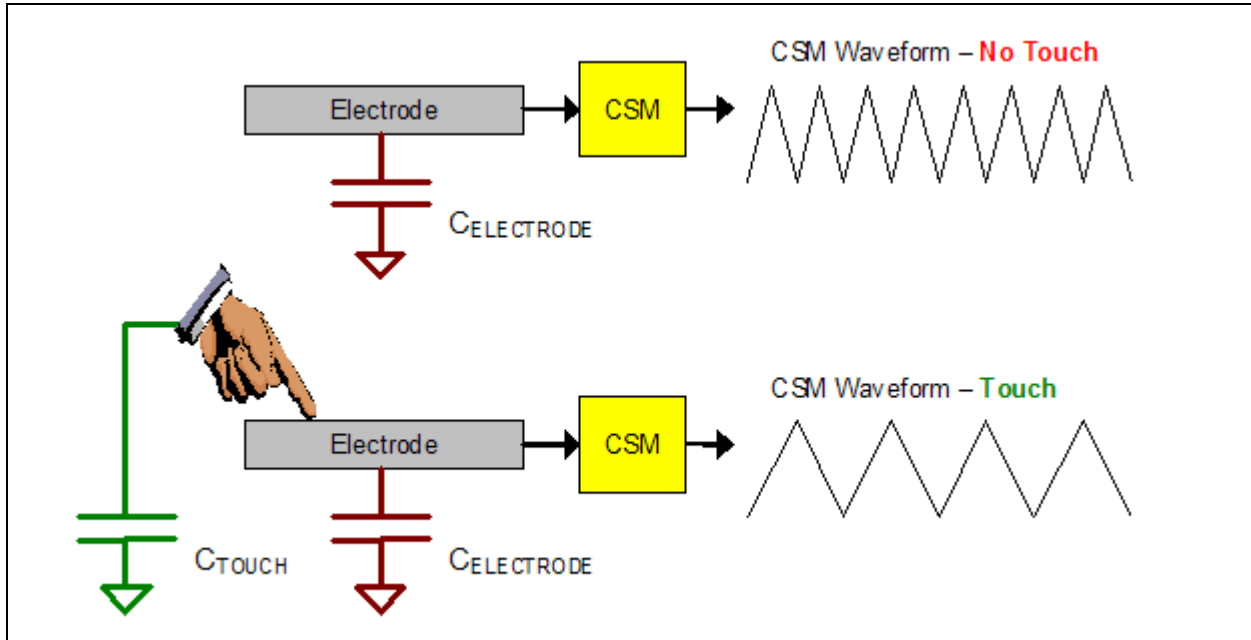 CSM Waveform – No Touch
Electrode
CSM
CELECTRODE
CSM Waveform – Touch
Electrode
CSM
CTOUCH
CELECTRODE